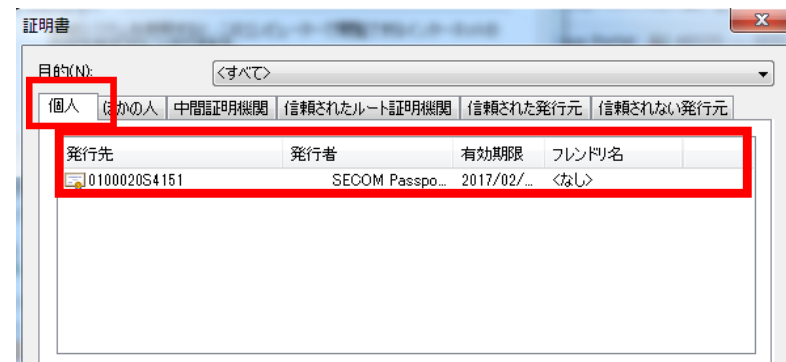 証明書
目的(N): <すべて>
個人 ほかの人 中間証明機関 信頼されたルート証明機関 信頼された発行元 信頼されない発行元
発行先 発行者 有効期限 フレンドリ名
0100020S4151 SECOM Passpo... 2017/02/... <なし>